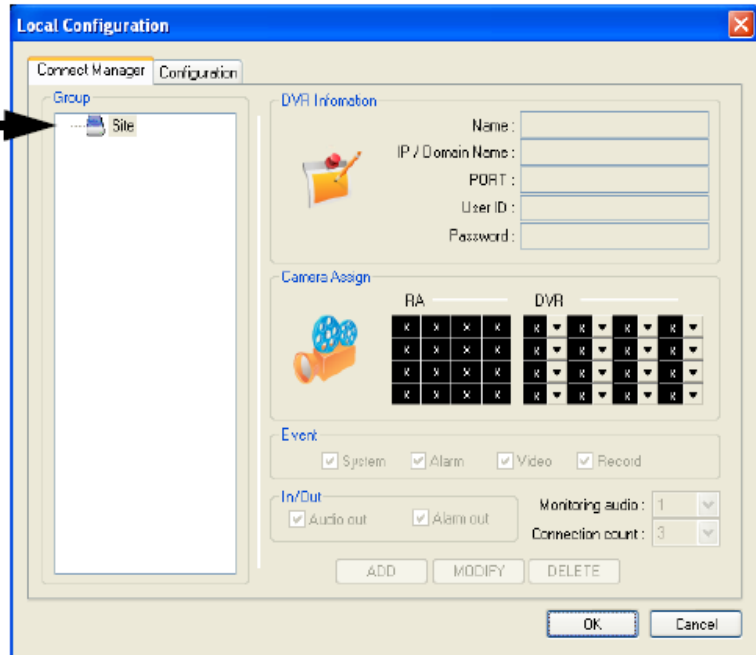 Local Configuration
Connect Manager Configuration
Group
Site
DVR Infomation
Name :
IP / Domain Name :
PORT :
User ID :
Password :
Camera Assign
RA DVR
x x x x x x x x
x x x x x x x x
x x x x x x x x
x x x x x x x x
Event
System Alarm Video Record
In/Out
Audio out Alarm out
Monitoring audio : 1
Connection count : 3
ADD MODIFY DELETE
OK Cancel